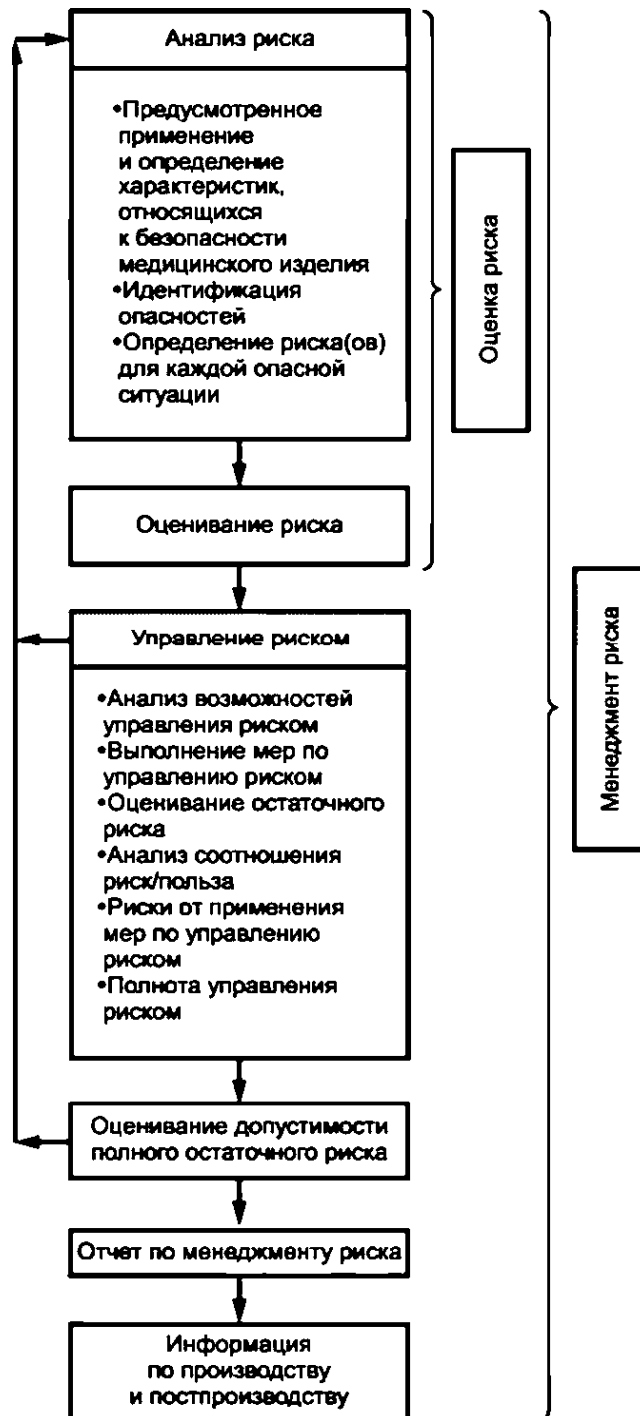 Анализ риска
•Предусмотренное
применение
и определение
характеристик,
относящихся
к безопасности
медицинского изделия
•Идентификация
опасностей
•Определение риска(ов)
для каждой опасной
ситуации
Оценка риска
Оценивание риска
Управление риском
•Анализ возможностей
управления риском
•Выполнение мер по
управлению риском
•Оценивание остаточного
риска
•Анализ соотношения
риск/польза
•Риски от применения
мер по управлению
риском
•Полнота управления
риском
Менеджмент риска
Оценивание допустимости
полного остаточного риска
Отчет по менеджменту риска
Информация
по производству
и постпроизводству